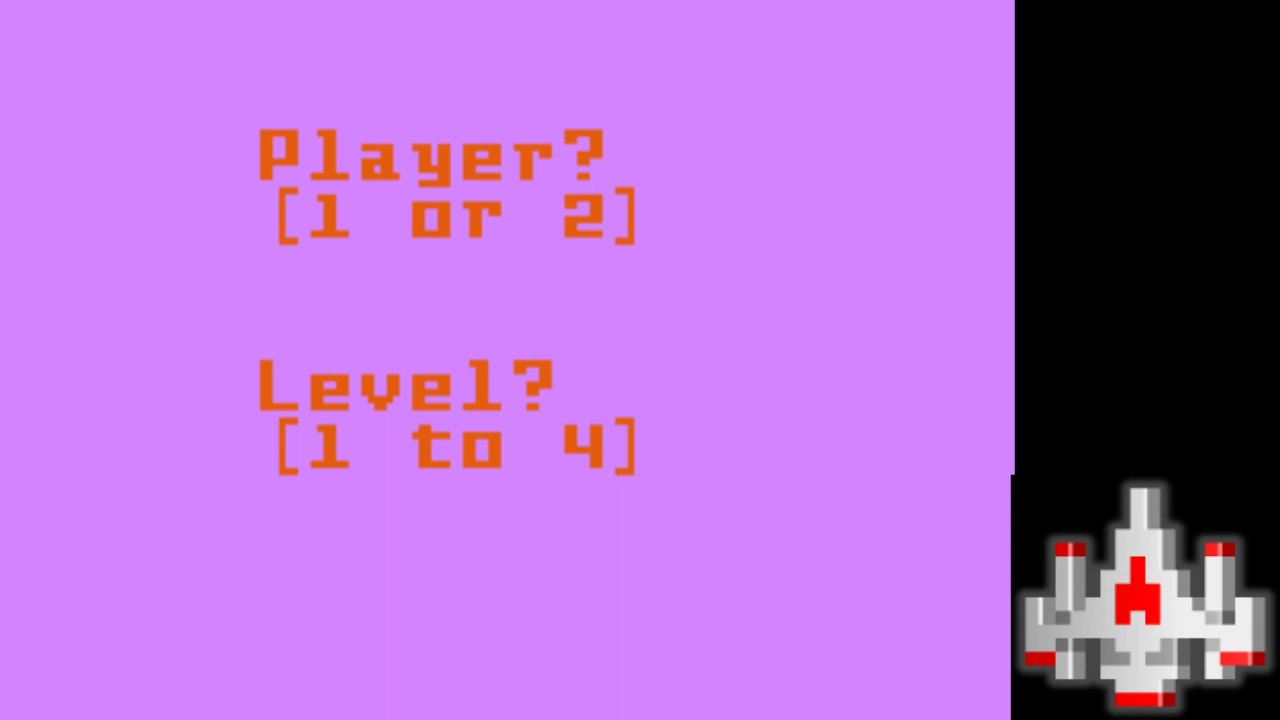 Player?
[1 or 2]
Level?
[1 to 4]